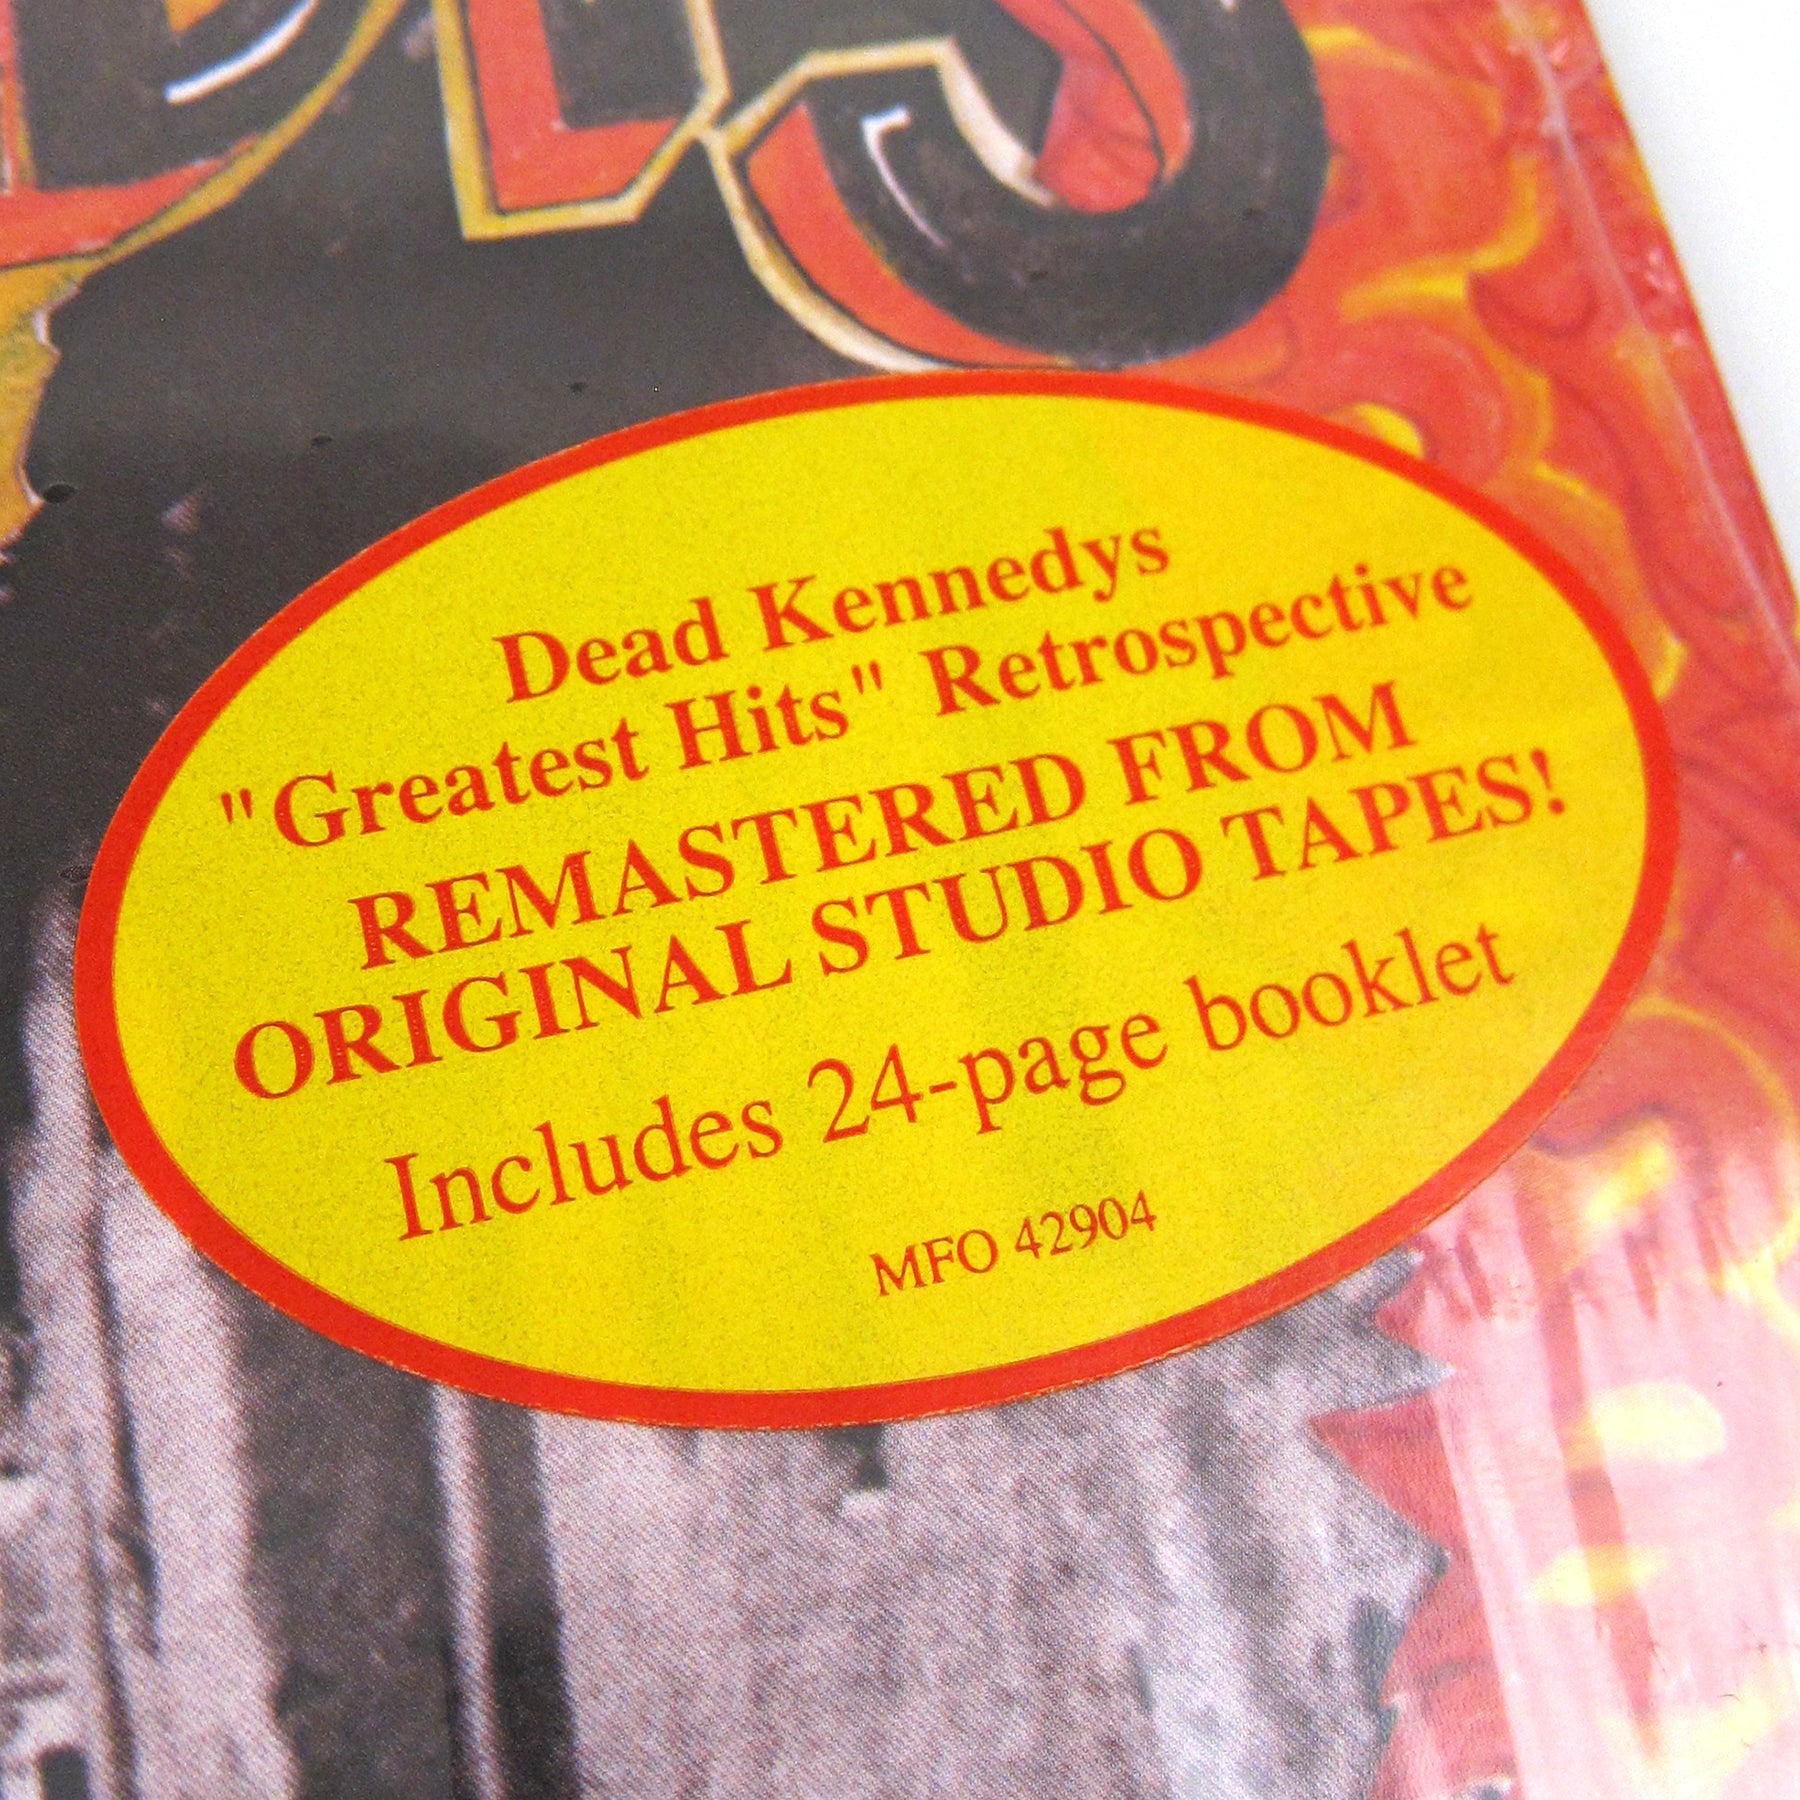 Dead Kennedys
"Greatest Hits" Retrospective
REMASTERED FROM
ORIGINAL STUDIO TAPES!
Includes 24-page booklet
MFO 42904